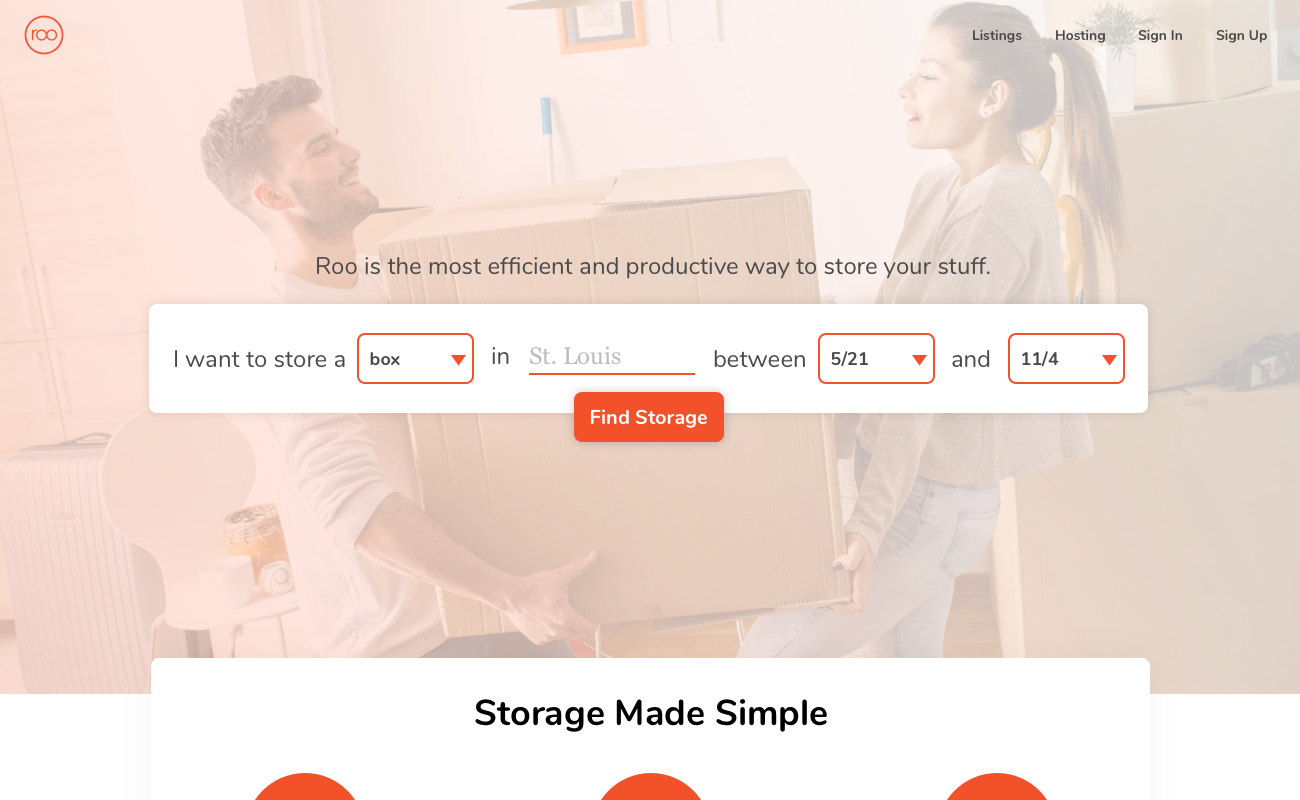 roo
Listings Hosting Sign In Sign Up
Roo is the most efficient and productive way to store your stuff.
I want to store a box in St. Louis between 5/21 and 11/4
Find Storage
Storage Made Simple